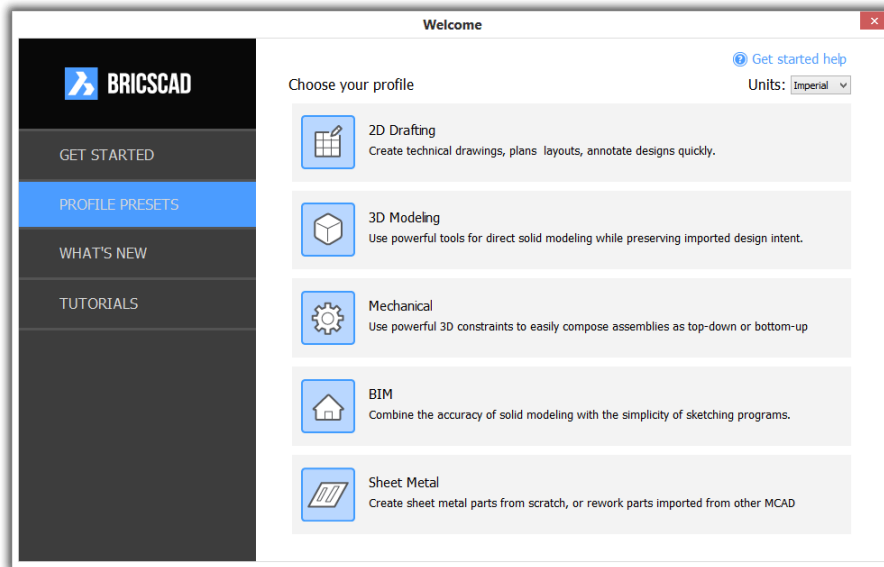 Welcome
BRICSCAD
GET STARTED
PROFILE PRESETS
WHAT'S NEW
TUTORIALS
Get started help
Choose your profile
Units: Imperial
2D Drafting
Create technical drawings, plans layouts, annotate designs quickly.
3D Modeling
Use powerful tools for direct solid modeling while preserving imported design intent.
Mechanical
Use powerful 3D constraints to easily compose assemblies as top-down or bottom-up
BIM
Combine the accuracy of solid modeling with the simplicity of sketching programs.
Sheet Metal
Create sheet metal parts from scratch, or rework parts imported from other MCAD